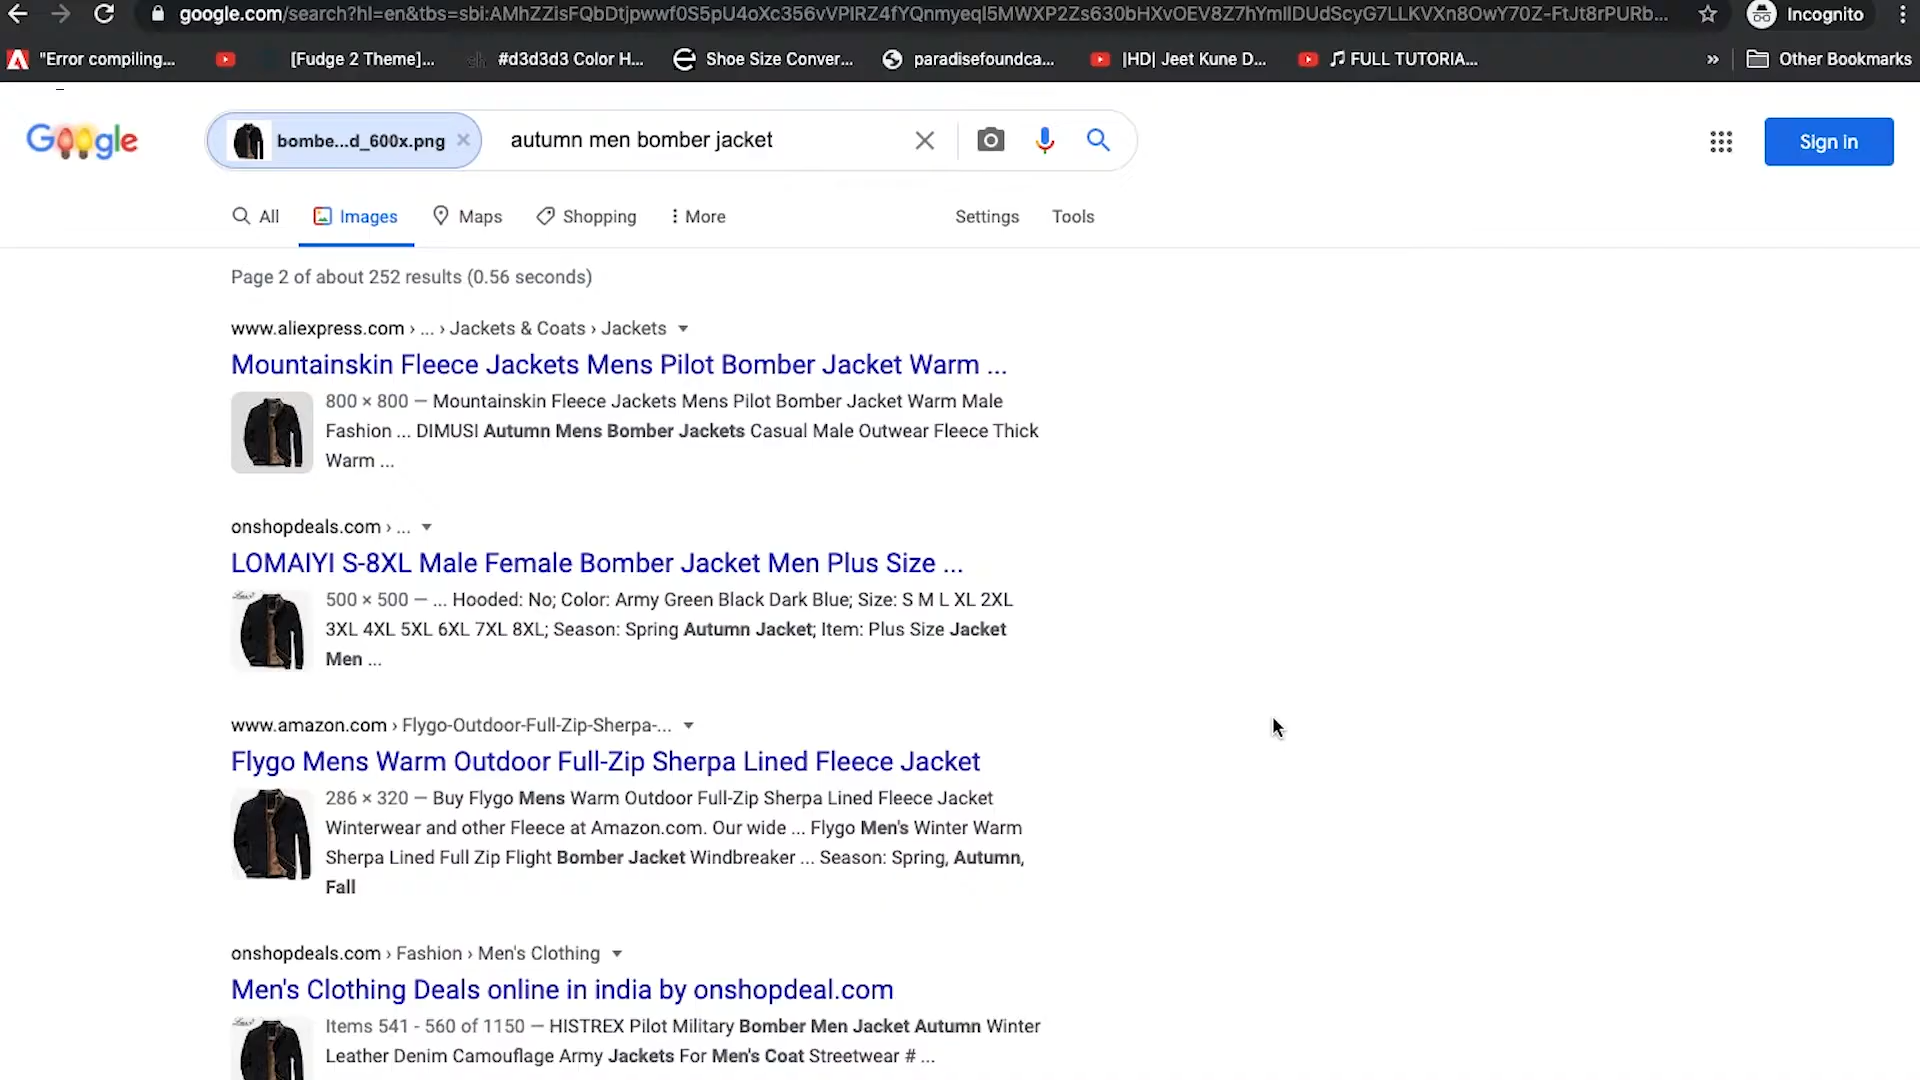 google.com/search?hl=en&tbs=sbi:AMhZZisFQbDtjpwwf0S5pU4oXc356vVPIRZ4fYQnmyeqI5MWXP2Zs630bHXvOEV8Z7hYmIlDUdScyG7LLKVXn8OwY70Z-FtJt8rPURb...
Incognito
"Error compiling...
[Fudge 2 Theme]...
#d3d3d3 Color H...
Shoe Size Conver...
paradisefoundca...
|HD| Jeet Kune D...
♫ FULL TUTORIA...
»
Other Bookmarks
Google
bombe...d_600x.png
autumn men bomber jacket
Sign in
All
Images
Maps
Shopping
More
Settings
Tools
Page 2 of about 252 results (0.56 seconds)
www.aliexpress.com › ... › Jackets & Coats › Jackets
Mountainskin Fleece Jackets Mens Pilot Bomber Jacket Warm ...
800 × 800 — Mountainskin Fleece Jackets Mens Pilot Bomber Jacket Warm Male
Fashion ... DIMUSI Autumn Mens Bomber Jackets Casual Male Outwear Fleece Thick
Warm ...
onshopdeals.com › ...
LOMAIYI S-8XL Male Female Bomber Jacket Men Plus Size ...
500 × 500 — ... Hooded: No; Color: Army Green Black Dark Blue; Size: S M L XL 2XL
3XL 4XL 5XL 6XL 7XL 8XL; Season: Spring Autumn Jacket; Item: Plus Size Jacket
Men ...
www.amazon.com › Flygo-Outdoor-Full-Zip-Sherpa-...
Flygo Mens Warm Outdoor Full-Zip Sherpa Lined Fleece Jacket
286 × 320 — Buy Flygo Mens Warm Outdoor Full-Zip Sherpa Lined Fleece Jacket
Winterwear and other Fleece at Amazon.com. Our wide ... Flygo Men's Winter Warm
Sherpa Lined Full Zip Flight Bomber Jacket Windbreaker ... Season: Spring, Autumn,
Fall
onshopdeals.com › Fashion › Men's Clothing
Men's Clothing Deals online in india by onshopdeal.com
Items 541 - 560 of 1150 — HISTREX Pilot Military Bomber Men Jacket Autumn Winter
Leather Denim Camouflage Army Jackets For Men's Coat Streetwear # ...